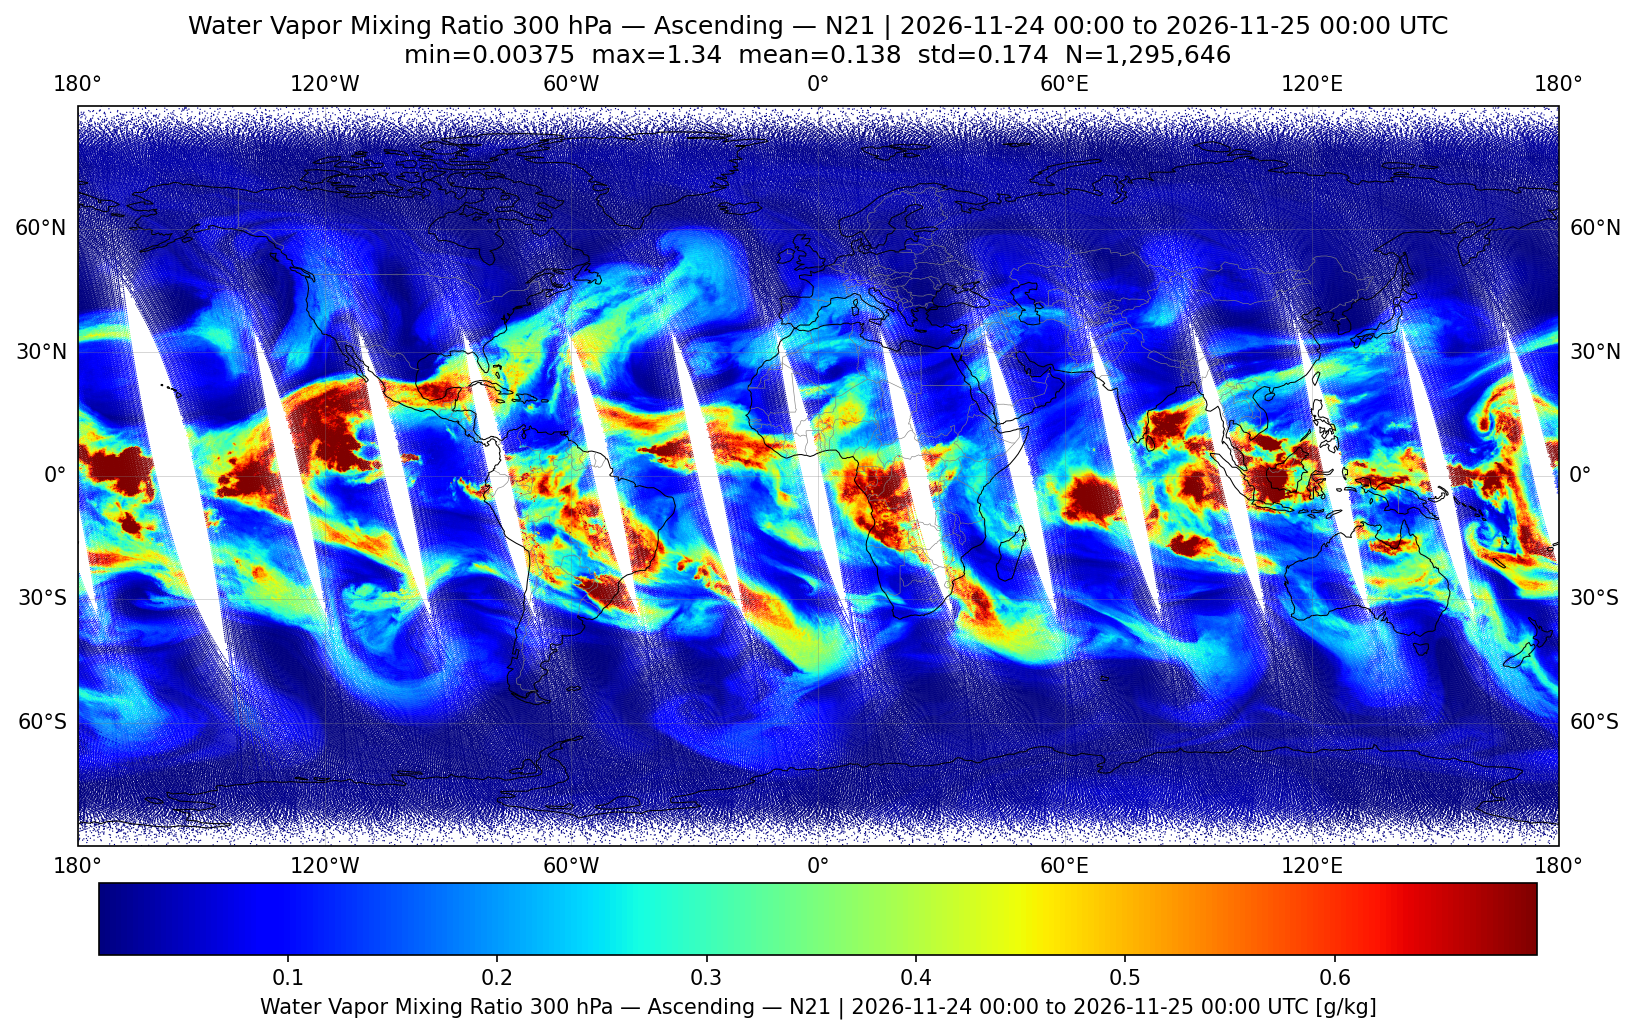 Water Vapor Mixing Ratio 300 hPa — Ascending — N21 | 2026-11-24 00:00 to 2026-11-25 00:00 UTC
min=0.00375  max=1.34  mean=0.138  std=0.174  N=1,295,646
180° 120°W 60°W 0° 60°E 120°E 180°
60°N 60°N
30°N 30°N
0° 0°
30°S 30°S
60°S 60°S
180° 120°W 60°W 0° 60°E 120°E 180°
0.1 0.2 0.3 0.4 0.5 0.6
Water Vapor Mixing Ratio 300 hPa — Ascending — N21 | 2026-11-24 00:00 to 2026-11-25 00:00 UTC [g/kg]